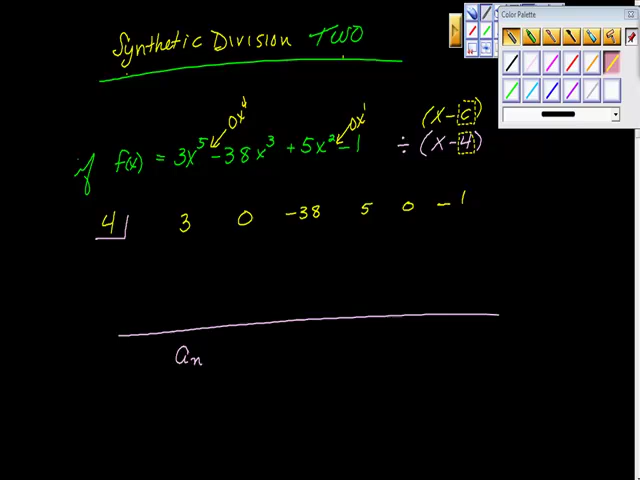 Color Palette
Synthetic Division TWO
0x⁴ 0x¹ (x-c)
if f(x) = 3x⁵ -38x³ +5x² -1 ÷ (x-4)
4 3 0 -38 5 0 -1
aₙ